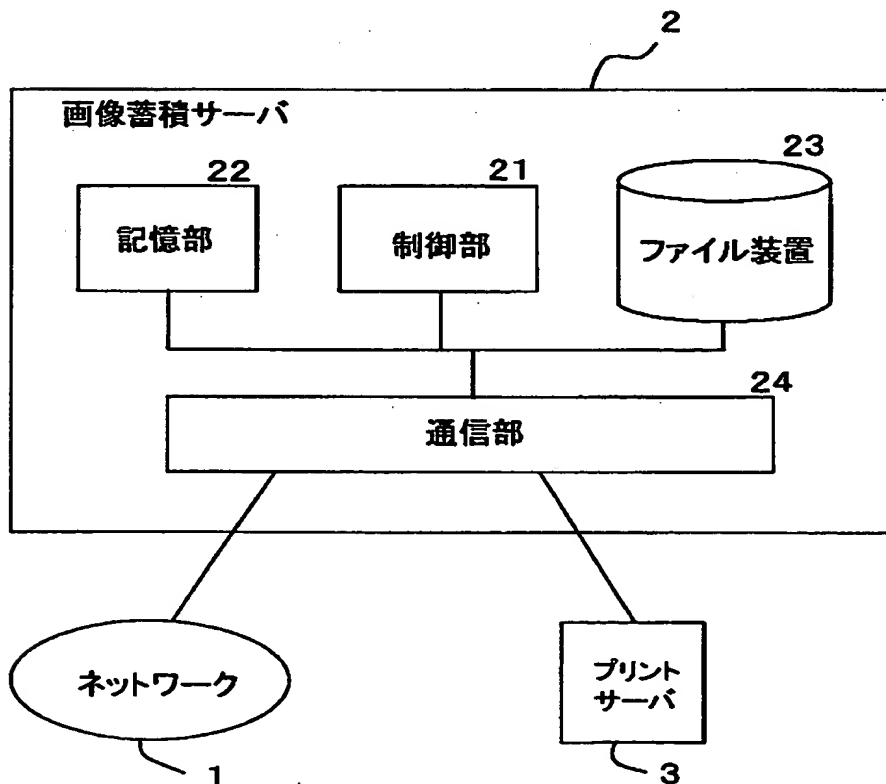 2
画像蓄積サーバ
22
21
23
記憶部
制御部
ファイル装置
24
通信部
ネットワーク
プリント
サーバ
1
3